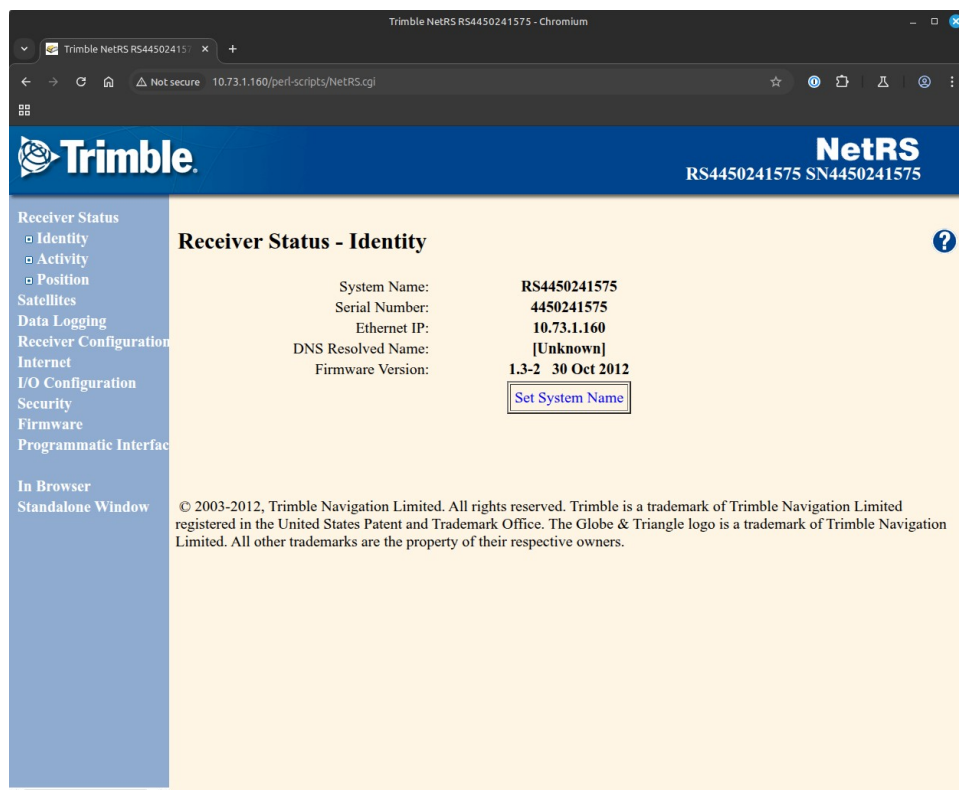 Trimble NetRS RS4450241575 - Chromium
Trimble NetRS RS44502415
Not secure 10.73.1.160/perl-scripts/NetRS.cgi
Trimble.
NetRS
RS4450241575 SN4450241575
Receiver Status
Identity
Activity
Position
Satellites
Data Logging
Receiver Configuration
Internet
I/O Configuration
Security
Firmware
Programmatic Interfac
In Browser
Standalone Window
Receiver Status - Identity
?
System Name: RS4450241575
Serial Number: 4450241575
Ethernet IP: 10.73.1.160
DNS Resolved Name: [Unknown]
Firmware Version: 1.3-2 30 Oct 2012
Set System Name
© 2003-2012, Trimble Navigation Limited. All rights reserved. Trimble is a trademark of Trimble Navigation Limited
registered in the United States Patent and Trademark Office. The Globe & Triangle logo is a trademark of Trimble Navigation
Limited. All other trademarks are the property of their respective owners.